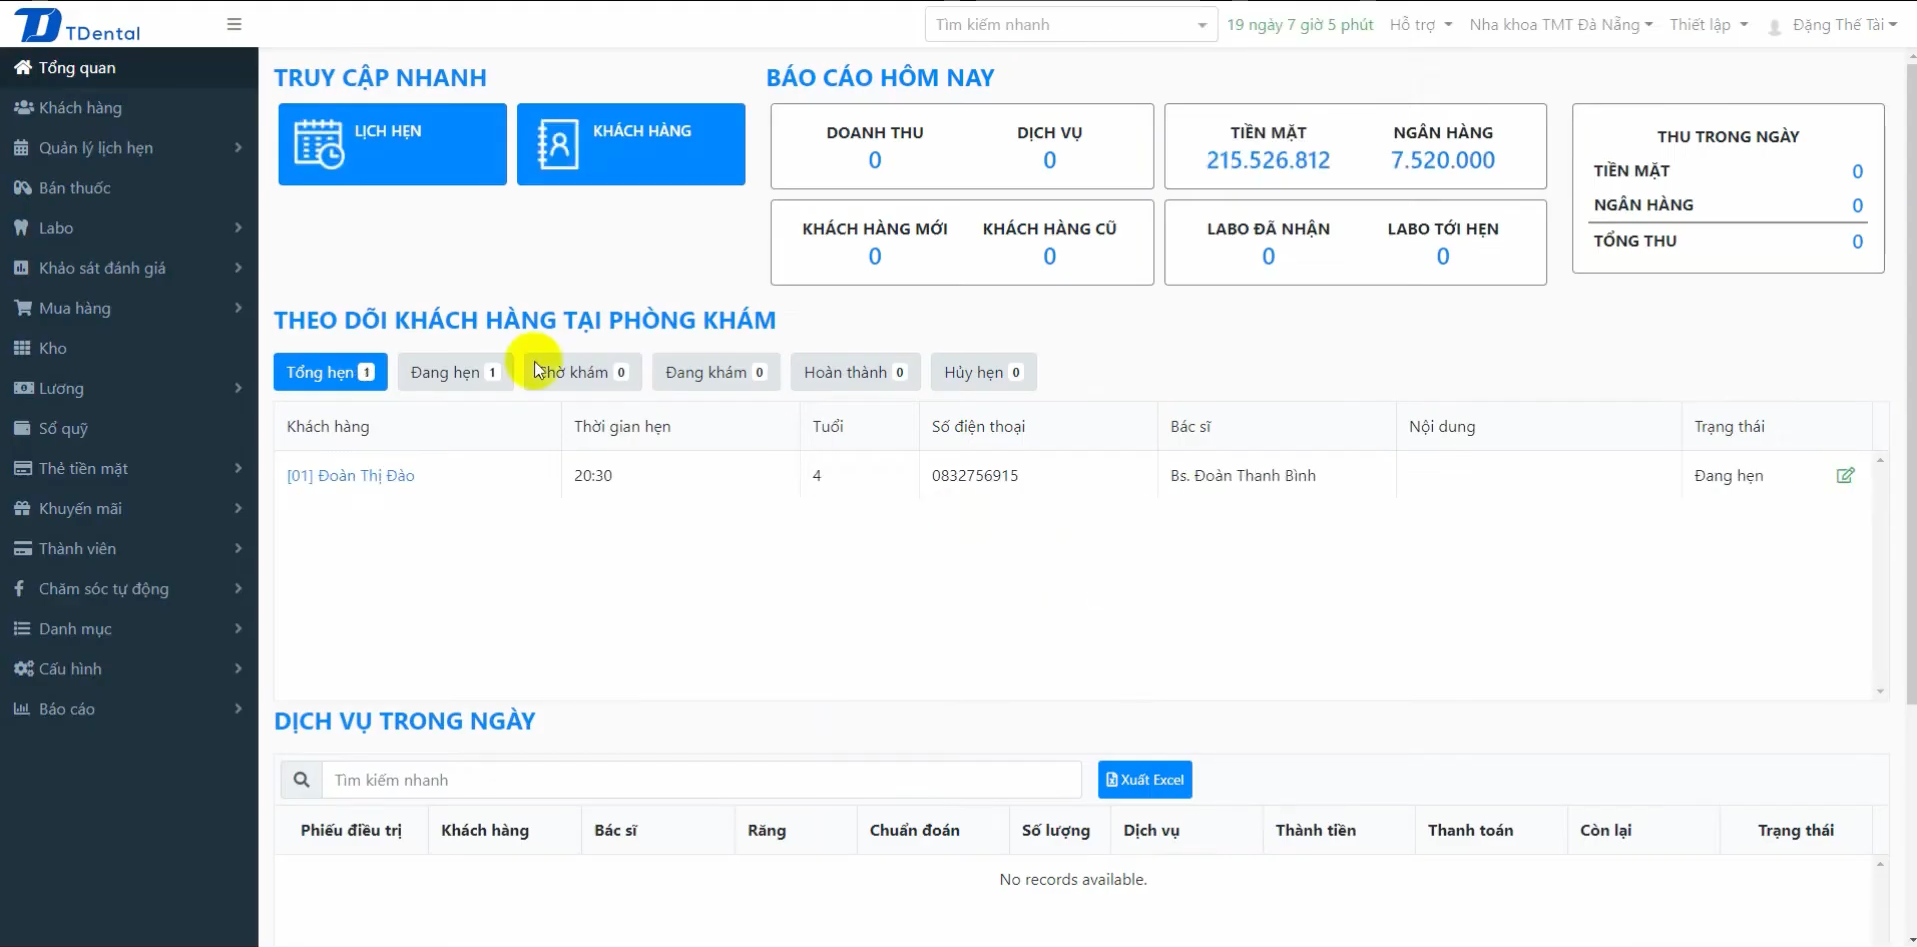 TDental
Tìm kiếm nhanh
19 ngày 7 giờ 5 phút
Hỗ trợ
Nha khoa TMT Đà Nẵng
Thiết lập
Đặng Thế Tài
Tổng quan
Khách hàng
Quản lý lịch hẹn
Bán thuốc
Labo
Khảo sát đánh giá
Mua hàng
Kho
Lương
Sổ quỹ
Thẻ tiền mặt
Khuyến mãi
Thành viên
Chăm sóc tự động
Danh mục
Cấu hình
Báo cáo
TRUY CẬP NHANH
LỊCH HẸN
KHÁCH HÀNG
BÁO CÁO HÔM NAY
DOANH THU DỊCH VỤ
0 0
TIỀN MẶT NGÂN HÀNG
215.526.812 7.520.000
KHÁCH HÀNG MỚI KHÁCH HÀNG CŨ
0 0
LABO ĐÃ NHẬN LABO TỚI HẸN
0 0
THU TRONG NGÀY
TIỀN MẶT 0
NGÂN HÀNG 0
TỔNG THU 0
THEO DÕI KHÁCH HÀNG TẠI PHÒNG KHÁM
Tổng hẹn 1 Đang hẹn 1 khám 0 Đang khám 0 Hoàn thành 0 Hủy hẹn 0
Khách hàng Thời gian hẹn Tuổi Số điện thoại Bác sĩ Nội dung Trạng thái
[01] Đoàn Thị Đào 20:30 4 0832756915 Bs. Đoàn Thanh Bình Đang hẹn
DỊCH VỤ TRONG NGÀY
Tìm kiếm nhanh Xuất Excel
Phiếu điều trị Khách hàng Bác sĩ Răng Chuẩn đoán Số lượng Dịch vụ Thành tiền Thanh toán Còn lại Trạng thái
No records available.